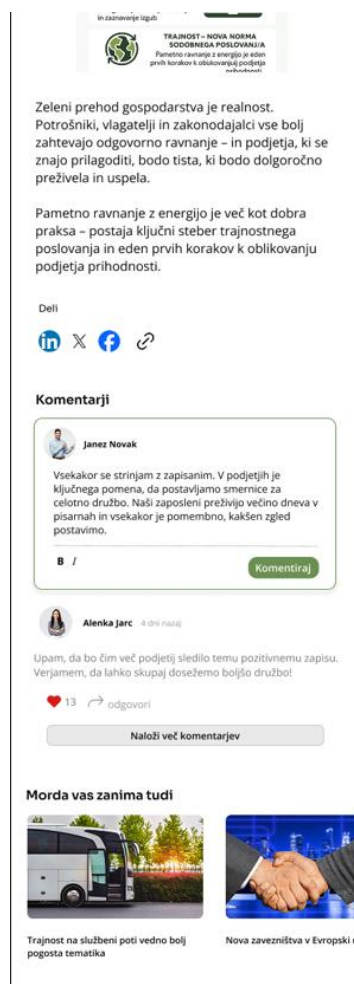 in zaznavanje izgub
TRAJNOST – NOVA NORMA
SODOBNEGA POSLOVANJ/A
Pametno ravnanje z energijo je eden
prvih korakov k obukovanjuj podjetja
prihodnosti.
Zeleni prehod gospodarstva je realnost.
Potrošniki, vlagatelji in zakonodajalci vse bolj
zahtevajo odgovorno ravnanje – in podjetja, ki se
znajo prilagoditi, bodo tista, ki bodo dolgoročno
preživela in uspela.
Pametno ravnanje z energijo je več kot dobra
praksa – postaja ključni steber trajnostnega
poslovanja in eden prvih korakov k oblikovanju
podjetja prihodnosti.
Deli
Komentarji
Janez Novak
Vsekakor se strinjam z zapisanim. V podjetjih je
ključnega pomena, da postavljamo smernice za
celotno družbo. Naši zaposleni preživijo večino dneva v
pisarnah in vsekakor je pomembno, kakšen zgled
postavimo.
B I
Komentiraj
Alenka Jarc 4 dni nazaj
Upam, da bo čim več podjetij sledilo temu pozitivnemu zapisu.
Verjamem, da lahko skupaj dosežemo boljšo družbo!
13 odgovori
Naloži več komentarjev
Morda vas zanima tudi
Trajnost na službeni poti vedno bolj
pogosta tematika
Nova zavezništva v Evropski